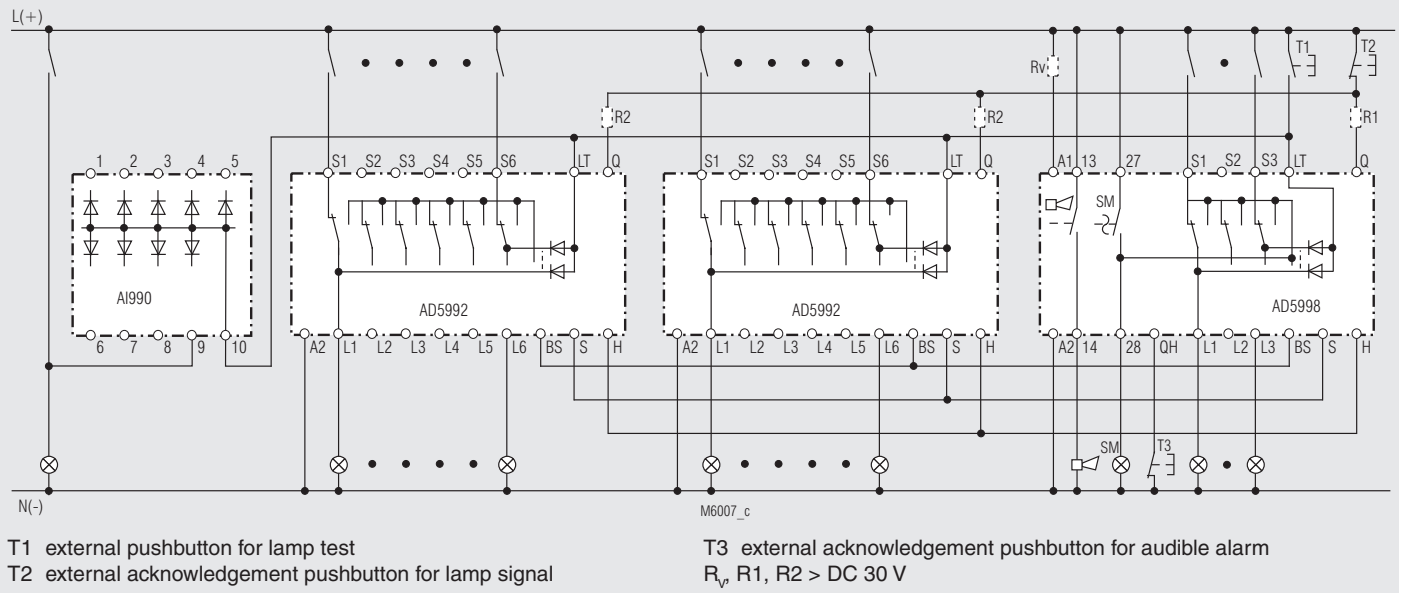 L(+)
T1 T2
Rv
R2 R2 R1
1 2 3 4 5
S1 S2 S3 S4 S5 S6 LT Q
S1 S2 S3 S4 S5 S6 LT Q
A1 13 27 S1 S2 S3 LT Q
SM
AI990
AD5992
AD5992
AD5998
6 7 8 9 10
A2 L1 L2 L3 L4 L5 L6 BS S H
A2 L1 L2 L3 L4 L5 L6 BS S H
A2 14 28 QH L1 L2 L3 BS S H
SM T3
N(-)
M6007_c
T1 external pushbutton for lamp test
T2 external acknowledgement pushbutton for lamp signal
T3 external acknowledgement pushbutton for audible alarm
Rv, R1, R2 > DC 30 V